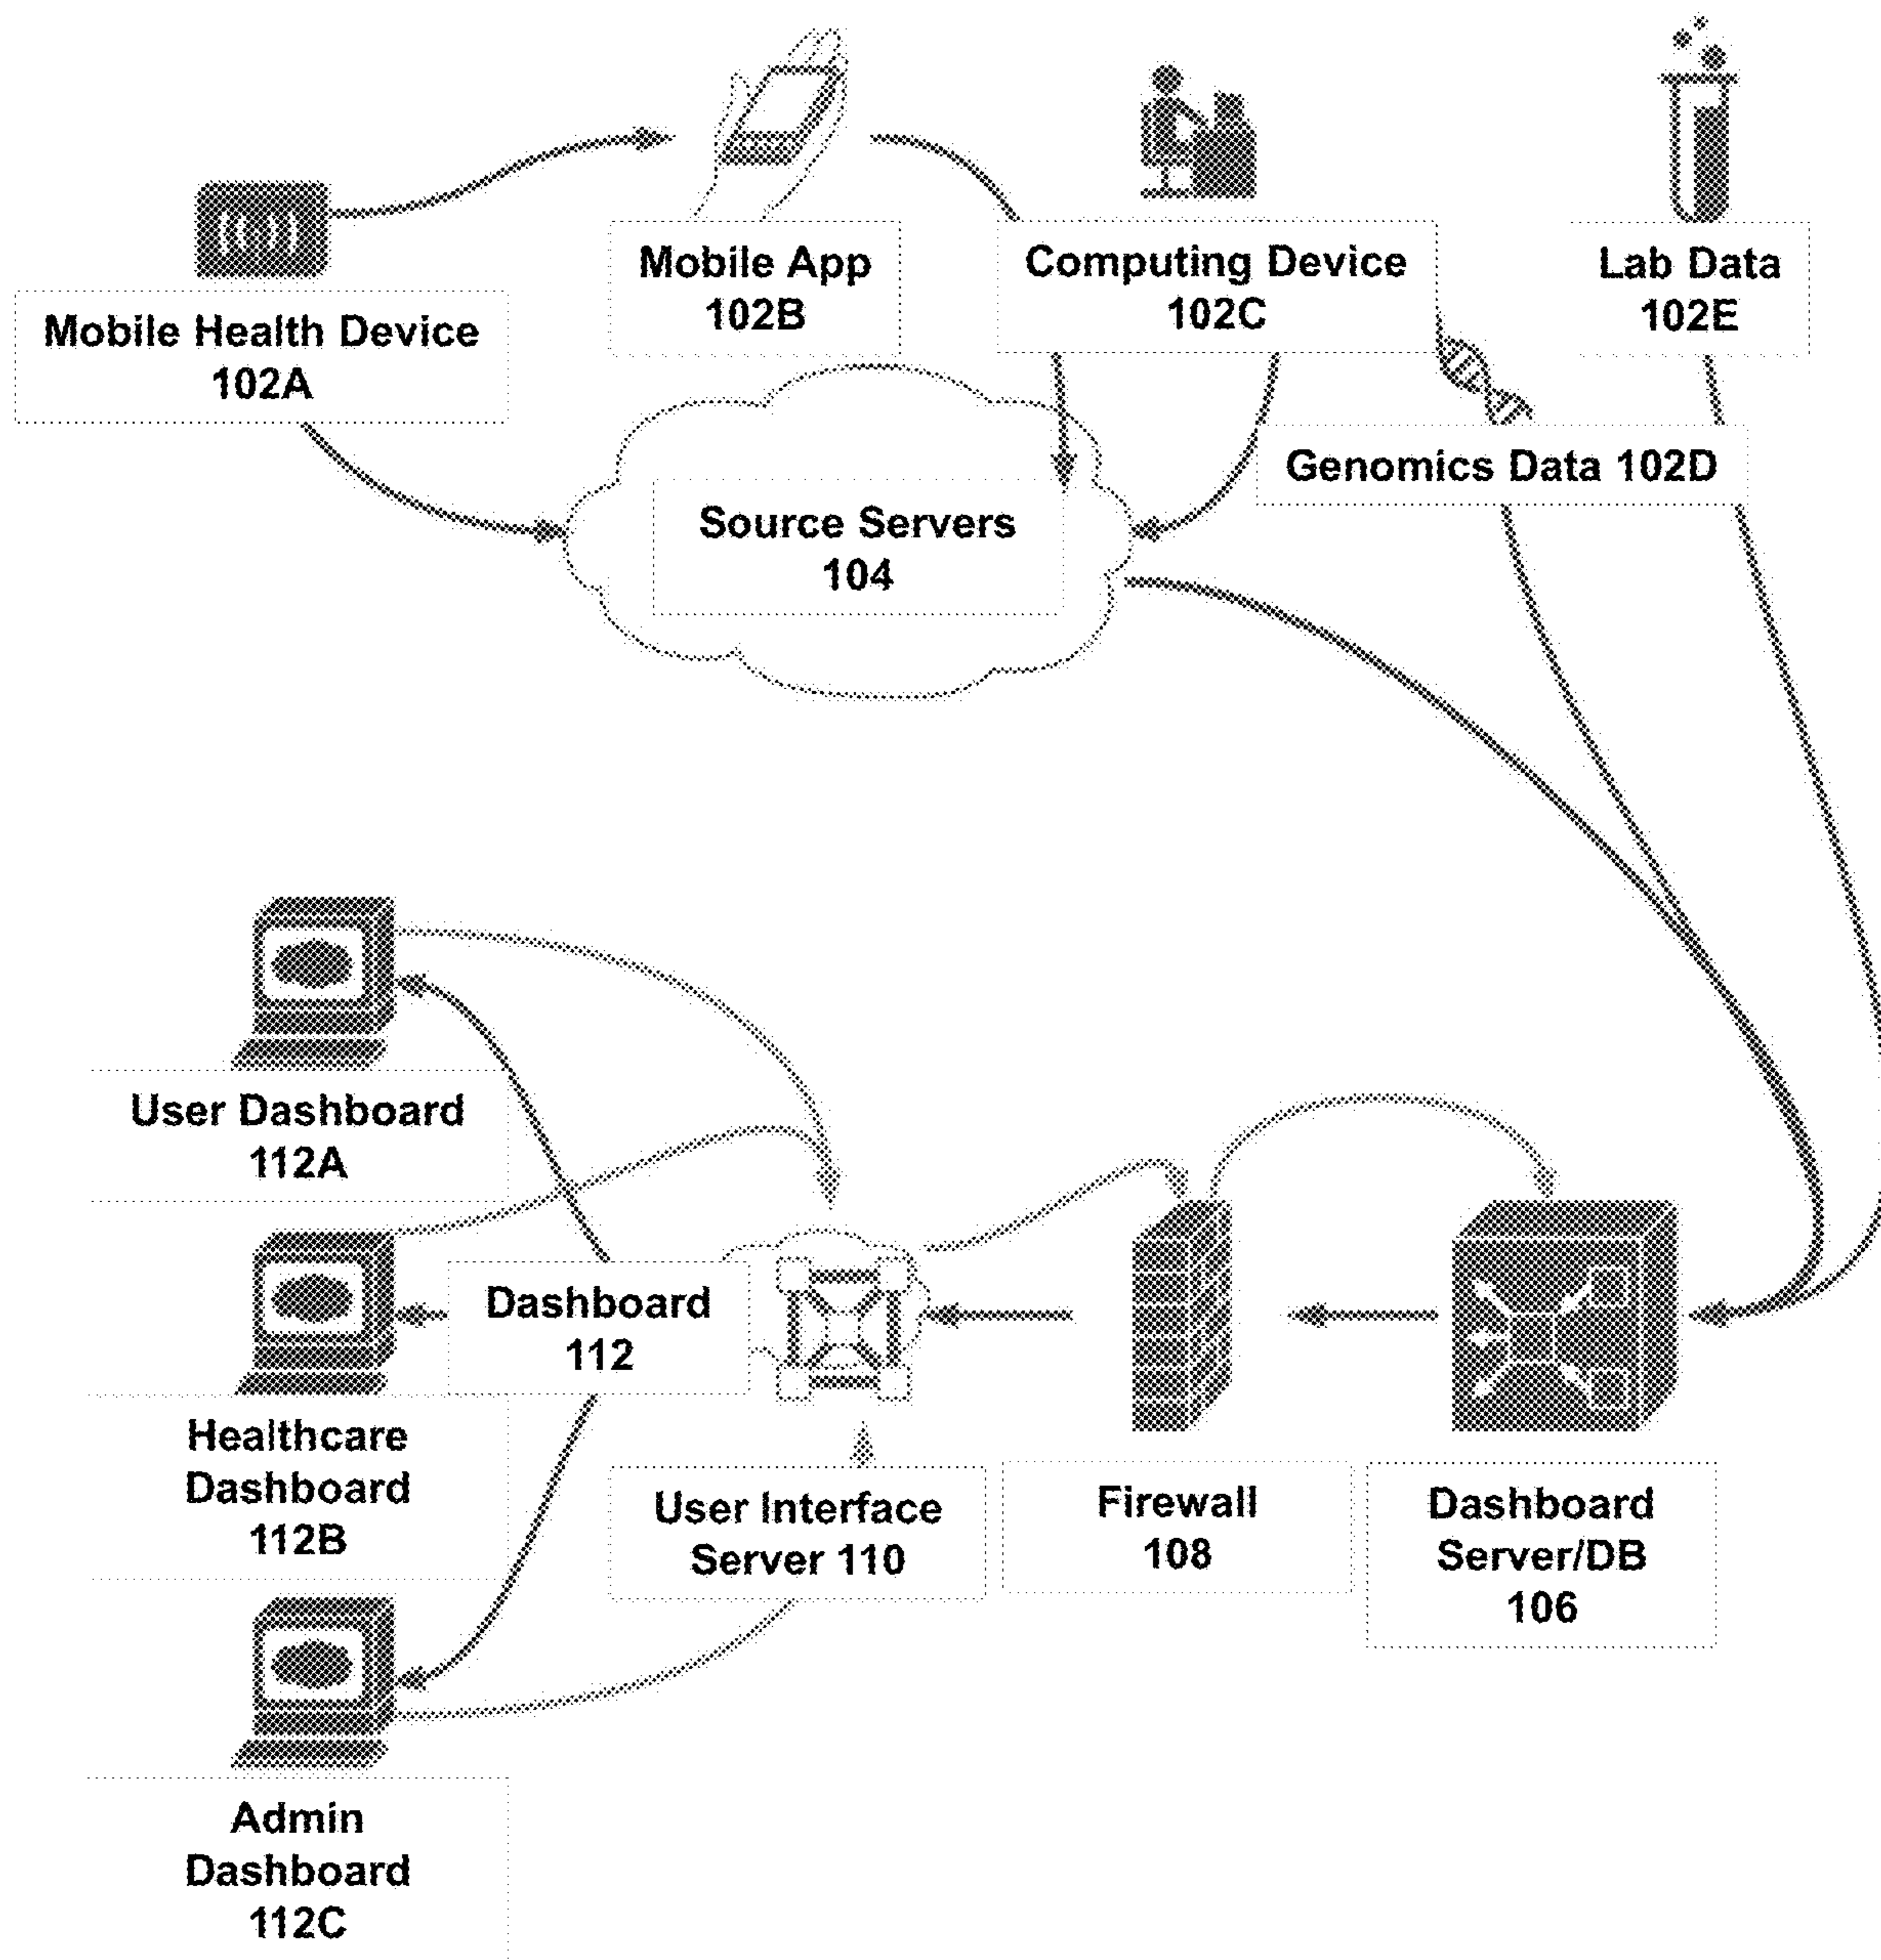 Mobile App
102B
Computing Device
102C
Lab Data
102E
Mobile Health Device
102A
Genomics Data 102D
Source Servers
104
User Dashboard
112A
Dashboard
112
Healthcare
Dashboard
112B
User Interface
Server 110
Firewall
108
Dashboard
Server/DB
106
Admin
Dashboard
112C